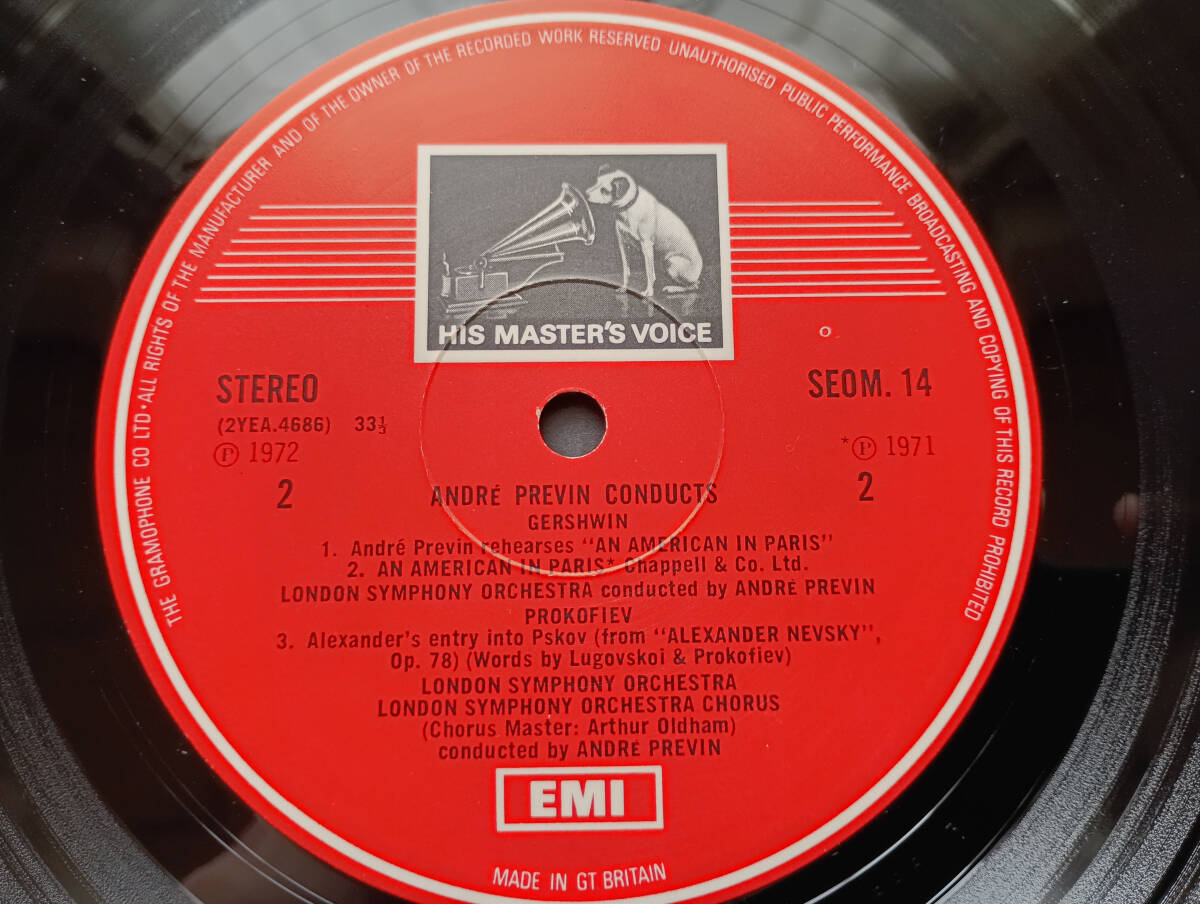 THE GRAMOPHONE CO LTD·ALL RIGHTS OF THE MANUFACTURER AND OF THE OWNER OF THE RECORDED WORK RESERVED UNAUTHORISED PUBLIC PERFORMANCE BROADCASTING AND COPYING OF THIS RECORD PROHIBITED
HIS MASTER'S VOICE
STEREO
SEOM. 14
(2YEA.4686) 33⅓
Ⓟ 1972
*Ⓟ 1971
2
2
ANDRÉ PREVIN CONDUCTS
GERSHWIN
1. André Previn rehearses "AN AMERICAN IN PARIS"
2. AN AMERICAN IN PARIS* Chappell & Co. Ltd.
LONDON SYMPHONY ORCHESTRA conducted by ANDRÉ PREVIN
PROKOFIEV
3. Alexander's entry into Pskov (from "ALEXANDER NEVSKY",
Op. 78) (Words by Lugovskoi & Prokofiev)
LONDON SYMPHONY ORCHESTRA
LONDON SYMPHONY ORCHESTRA CHORUS
(Chorus Master: Arthur Oldham)
conducted by ANDRÉ PREVIN
EMI
MADE IN GT BRITAIN